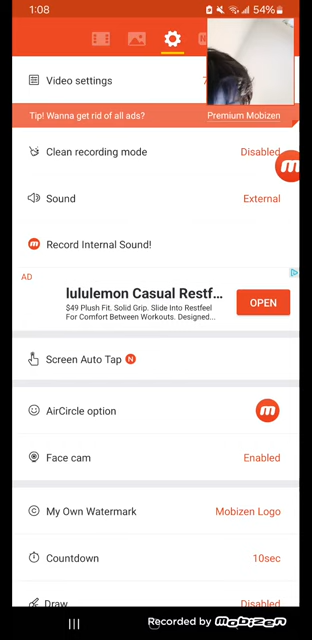 1:08
54%
Video settings
7
Tip! Wanna get rid of all ads?
Premium Mobizen
Clean recording mode
Disabled
Sound
External
Record Internal Sound!
AD
lululemon Casual Restf...
$49 Plush Fit. Solid Grip. Slide Into Restfeel
For Comfort Between Workouts. Designed...
OPEN
Screen Auto Tap N
AirCircle option
Face cam
Enabled
My Own Watermark
Mobizen Logo
Countdown
10sec
Draw
Disabled
Recorded by mobizen